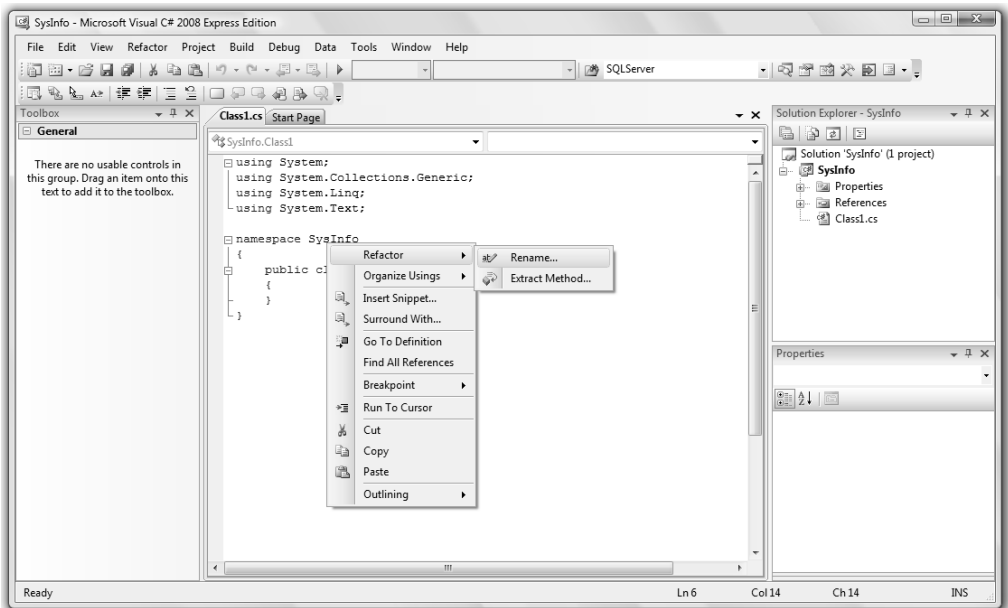 SysInfo - Microsoft Visual C# 2008 Express Edition
File Edit View Refactor Project Build Debug Data Tools Window Help
SQLServer
Toolbox
General
There are no usable controls in
this group. Drag an item onto this
text to add it to the toolbox.
Class1.cs Start Page
SysInfo.Class1
using System;
using System.Collections.Generic;
using System.Linq;
using System.Text;
namespace SysInfo
{
public cl
{
}
}
Refactor
Organize Usings
Insert Snippet...
Surround With...
Go To Definition
Find All References
Breakpoint
Run To Cursor
Cut
Copy
Paste
Outlining
Rename...
Extract Method...
Solution Explorer - SysInfo
Solution 'SysInfo' (1 project)
SysInfo
Properties
References
Class1.cs
Properties
Ready Ln 6 Col 14 Ch 14 INS